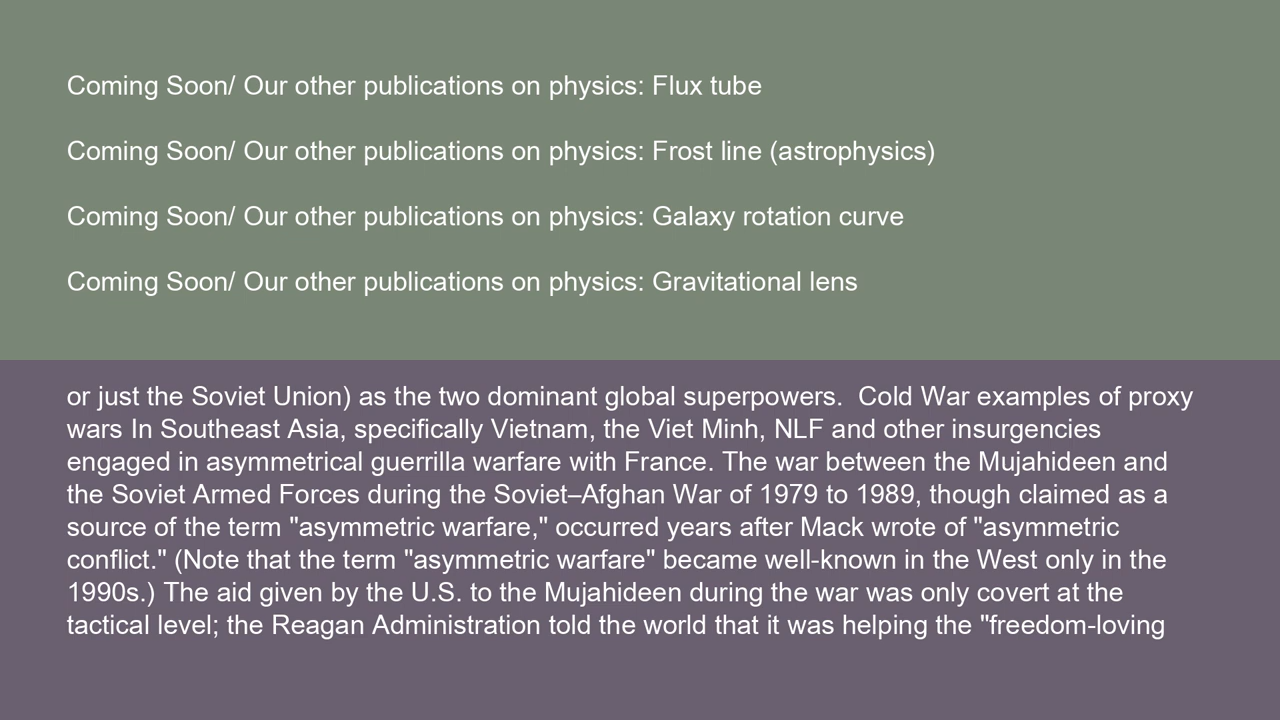 Coming Soon/ Our other publications on physics: Flux tube
Coming Soon/ Our other publications on physics: Frost line (astrophysics)
Coming Soon/ Our other publications on physics: Galaxy rotation curve
Coming Soon/ Our other publications on physics: Gravitational lens
or just the Soviet Union) as the two dominant global superpowers.  Cold War examples of proxy
wars In Southeast Asia, specifically Vietnam, the Viet Minh, NLF and other insurgencies
engaged in asymmetrical guerrilla warfare with France. The war between the Mujahideen and
the Soviet Armed Forces during the Soviet–Afghan War of 1979 to 1989, though claimed as a
source of the term "asymmetric warfare," occurred years after Mack wrote of "asymmetric
conflict." (Note that the term "asymmetric warfare" became well-known in the West only in the
1990s.) The aid given by the U.S. to the Mujahideen during the war was only covert at the
tactical level; the Reagan Administration told the world that it was helping the "freedom-loving